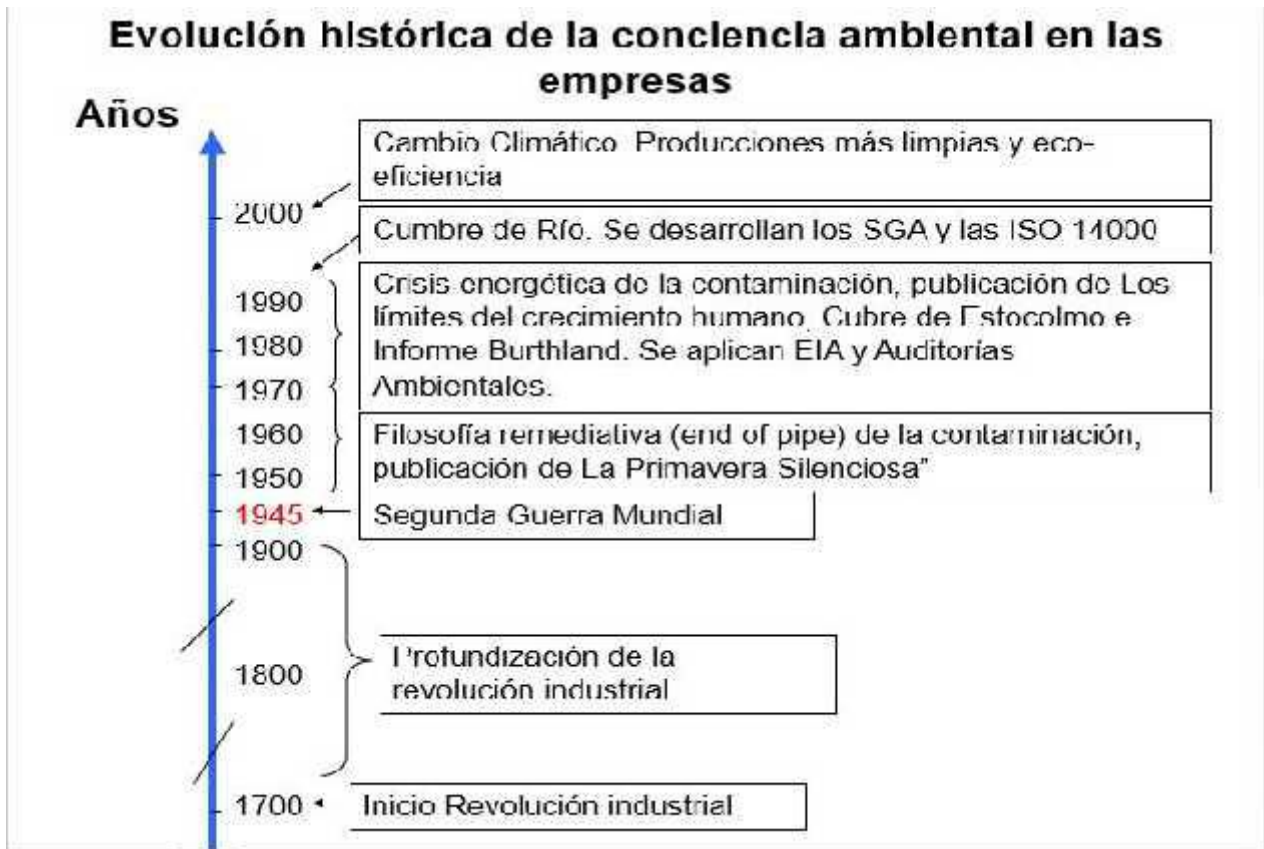 Evolución histórica de la conciencia ambiental en las
empresas
Años
Cambio Climático. Producciones más limpias y eco-
eficiencia
2000
Cumbre de Río. Se desarrollan los SGA y las ISO 14000
Crisis energética de la contaminación, publicación de Los
límites del crecimiento humano. Cubre de Estocolmo e
Informe Burthland. Se aplican EIA y Auditorías
Ambientales.
1990
1980
1970
Filosofía remediativa (end of pipe) de la contaminación,
publicación de La Primavera Silenciosa"
1960
1950
1945
Segunda Guerra Mundial
1900
Profundización de la
revolución industrial
1800
1700
Inicio Revolución industrial